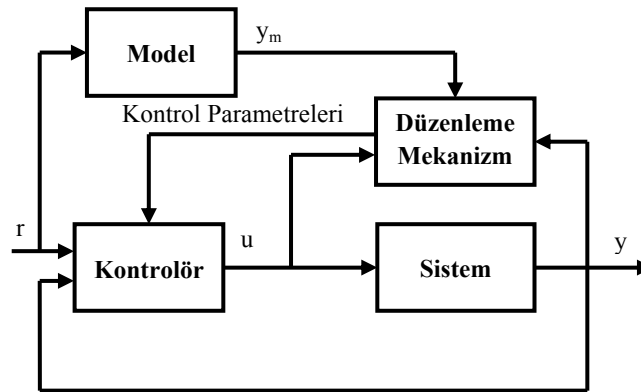 Model
yₘ
Kontrol Parametreleri
Düzenleme
Mekanizm
r
Kontrolör
u
Sistem
y